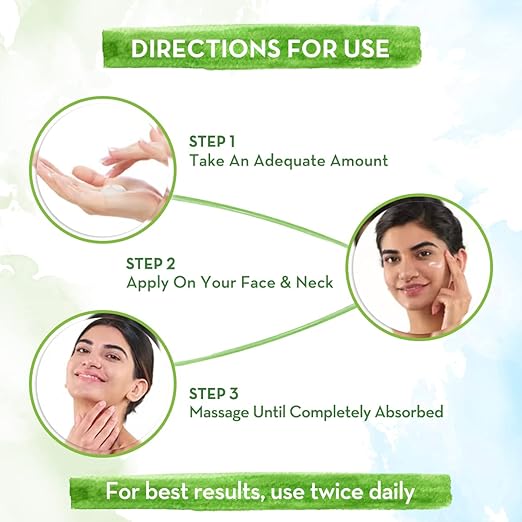 DIRECTIONS FOR USE
STEP 1
Take An Adequate Amount
STEP 2
Apply On Your Face & Neck
STEP 3
Massage Until Completely Absorbed
For best results, use twice daily